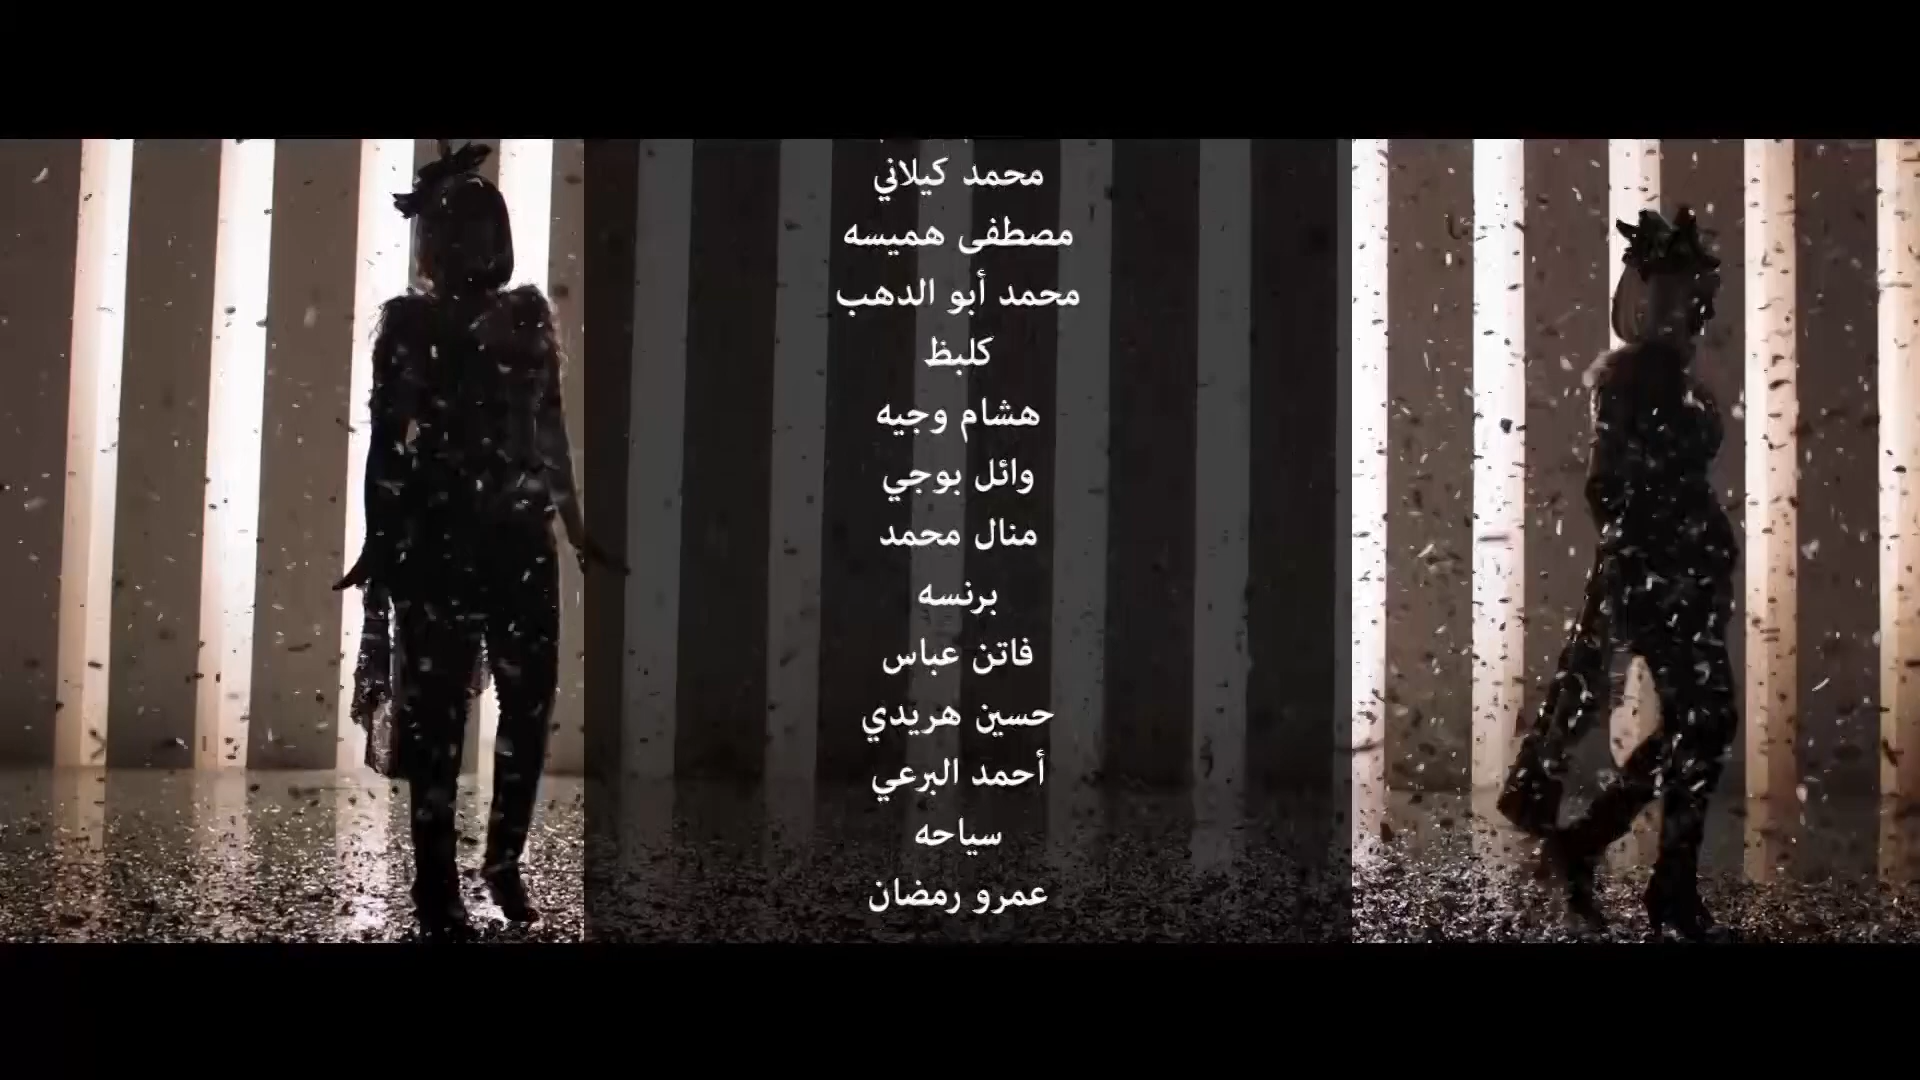 محمد كيلاني
مصطفى هميسه
محمد أبو الدهب
كلبظ
هشام وجيه
وائل بوجي
منال محمد
برنسه
فاتن عباس
حسين هريدي
أحمد البرعي
سياحه
عمرو رمضان